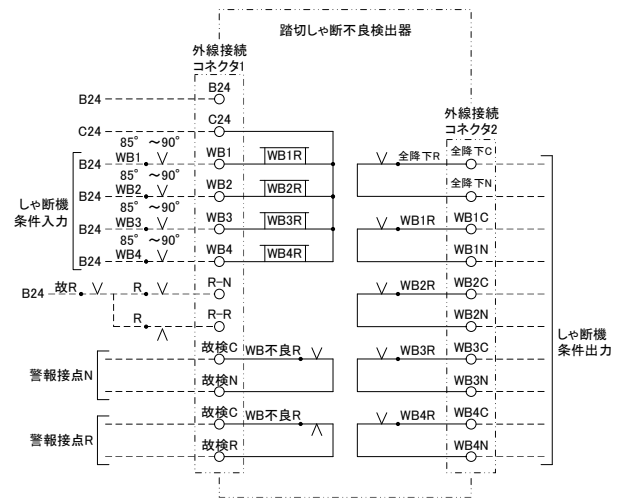 踏切しゃ断不良検出器
外線接続
コネクタ1
外線接続
コネクタ2
B24
B24
C24
C24
85° ～90°
B24
WB1
WB1
WB1R
85° ～90°
B24
WB2
WB2
WB2R
85° ～90°
B24
WB3
WB3
WB3R
85° ～90°
B24
WB4
WB4
WB4R
しゃ断機
条件入力
B24
故R
R
R-N
R
R-R
警報接点N
故検C
WB不良R
故検N
警報接点R
故検C
WB不良R
故検R
全降下R
全降下C
全降下N
WB1R
WB1C
WB1N
WB2R
WB2C
WB2N
WB3R
WB3C
WB3N
WB4R
WB4C
WB4N
しゃ断機
条件出力